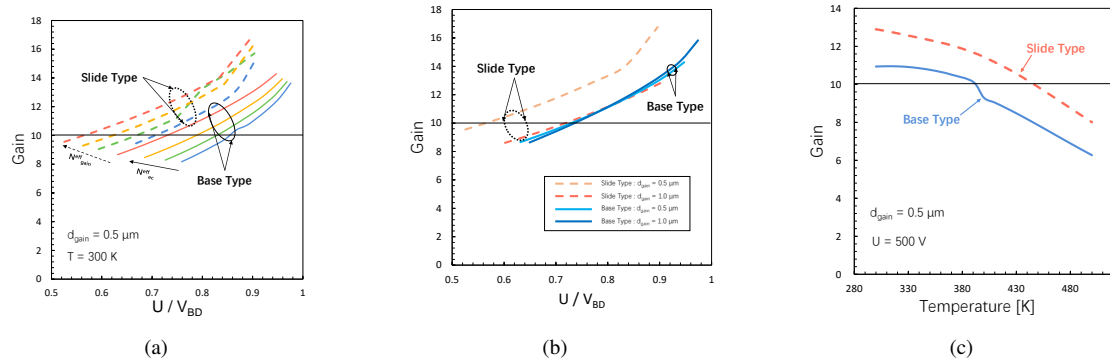 18
16
14
12
10
8
6
4
2
0
Gain
Slide Type
Base Type
N^eff_gain
N^eff_ec
d_gain = 0.5 μm
T = 300 K
0.5 0.6 0.7 0.8 0.9 1
U / V_BD
(a)
18
16
14
12
10
8
6
4
2
0
Gain
Slide Type
Base Type
Slide Type : d_gain = 0.5 μm
Slide Type : d_gain = 1.0 μm
Base Type : d_gain = 0.5 μm
Base Type : d_gain = 1.0 μm
0.5 0.6 0.7 0.8 0.9 1
U / V_BD
(b)
14
12
10
8
6
4
2
0
Gain
Slide Type
Base Type
d_gain = 0.5 μm
U = 500 V
280 330 380 430 480
Temperature [K]
(c)